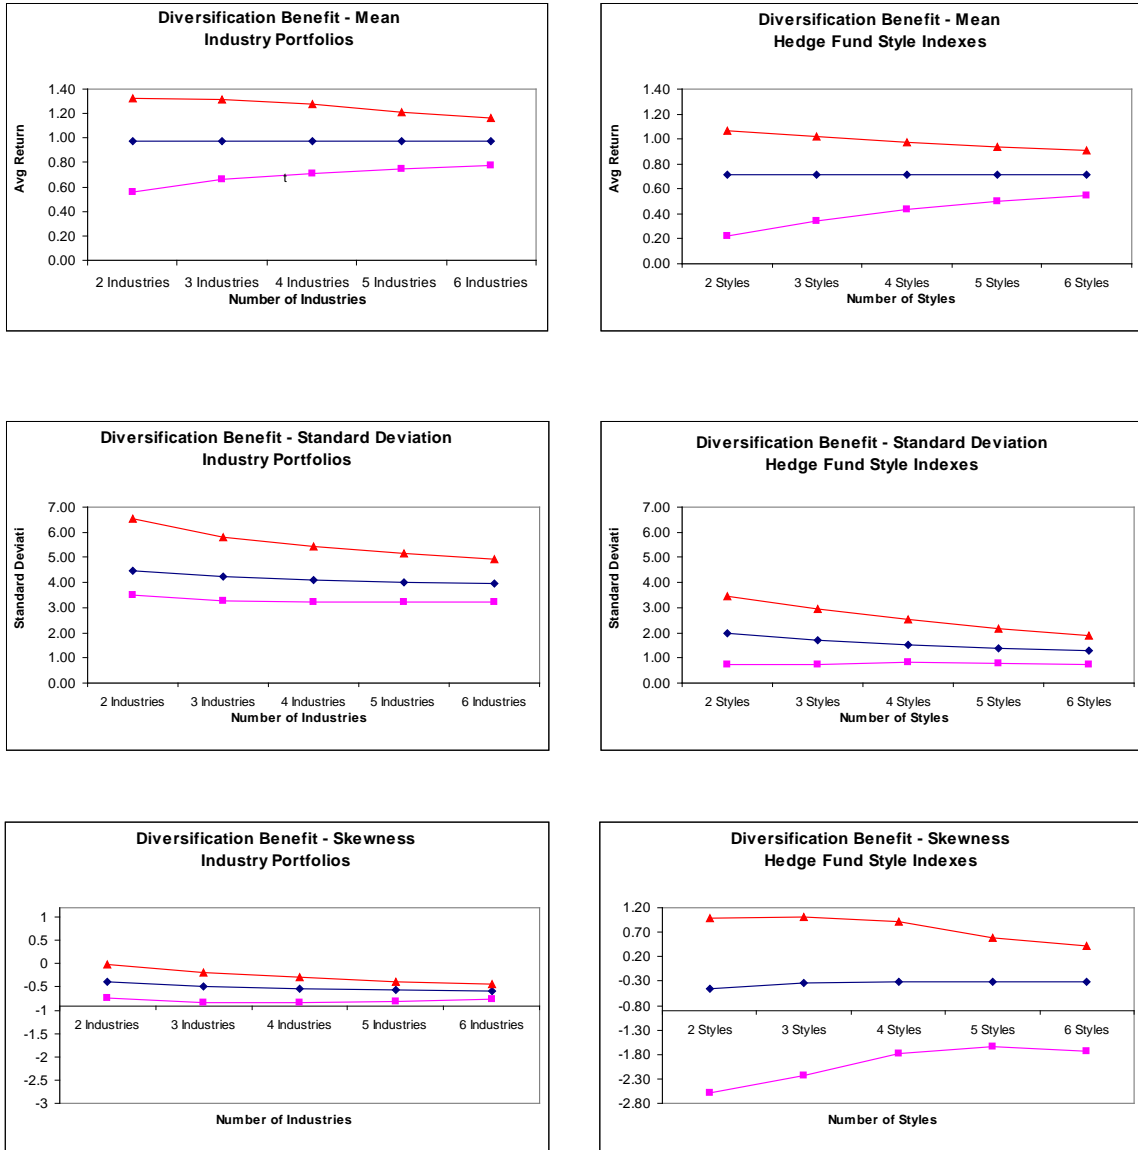 Diversification Benefit - Mean
Industry Portfolios
1.40
1.20
1.00
0.80
0.60
0.40
0.20
0.00
Avg Return
t
2 Industries 3 Industries 4 Industries 5 Industries 6 Industries
Number of Industries
Diversification Benefit - Mean
Hedge Fund Style Indexes
1.40
1.20
1.00
0.80
0.60
0.40
0.20
0.00
Avg Return
2 Styles 3 Styles 4 Styles 5 Styles 6 Styles
Number of Styles
Diversification Benefit - Standard Deviation
Industry Portfolios
7.00
6.00
5.00
4.00
3.00
2.00
1.00
0.00
Standard Deviati
2 Industries 3 Industries 4 Industries 5 Industries 6 Industries
Number of Industries
Diversification Benefit - Standard Deviation
Hedge Fund Style Indexes
7.00
6.00
5.00
4.00
3.00
2.00
1.00
0.00
Standard Deviati
2 Styles 3 Styles 4 Styles 5 Styles 6 Styles
Number of Styles
Diversification Benefit - Skewness
Industry Portfolios
1
0.5
0
-0.5
-1
-1.5
-2
-2.5
-3
2 Industries 3 Industries 4 Industries 5 Industries 6 Industries
Number of Industries
Diversification Benefit - Skewness
Hedge Fund Style Indexes
1.20
0.70
0.20
-0.30
-0.80
-1.30
-1.80
-2.30
-2.80
2 Styles 3 Styles 4 Styles 5 Styles 6 Styles
Number of Styles